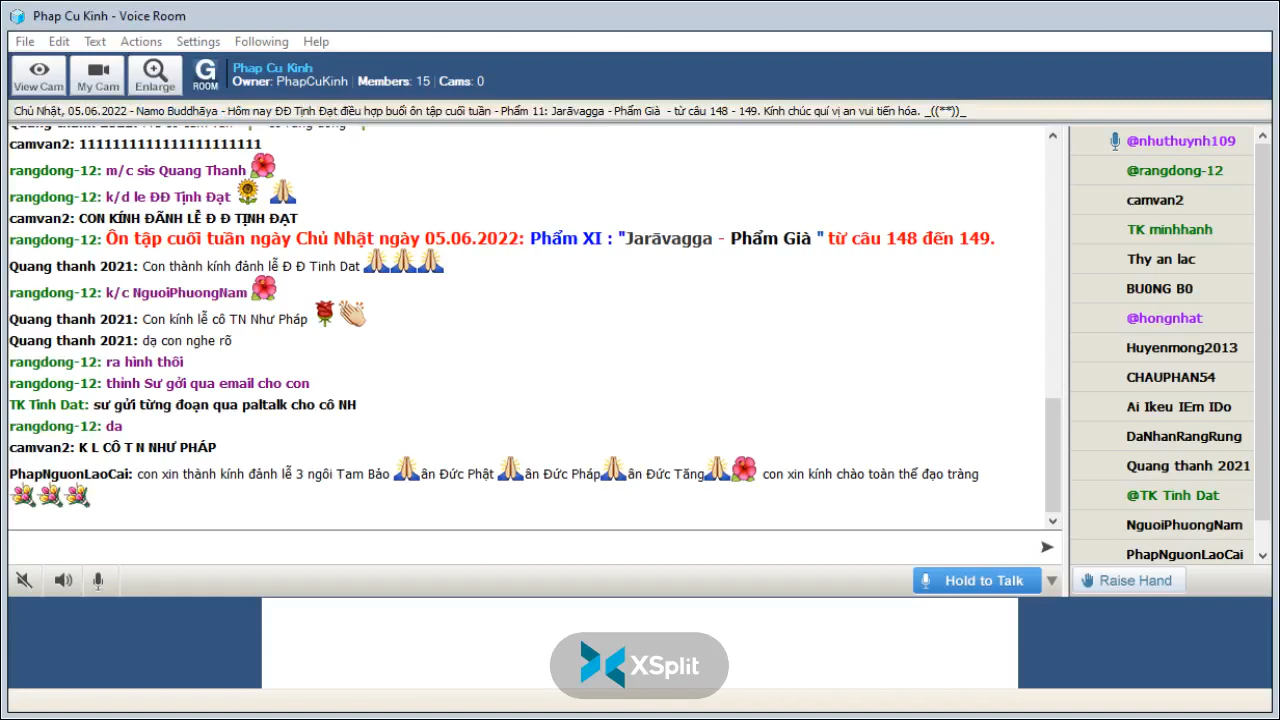 Phap Cu Kinh - Voice Room
File Edit Text Actions Settings Following Help
View Cam My Cam Enlarge G ROOM
Phap Cu Kinh
Owner: PhapCuKinh | Members: 15 | Cams: 0
Chủ Nhật, 05.06.2022 - Namo Buddhāya - Hôm nay ĐĐ Tịnh Đạt điều hợp buổi ôn tập cuối tuần - Phẩm 11: Jarāvagga - Phẩm Già - từ câu 148 - 149. Kính chúc quí vị an vui tiến hóa. _((**))_
camvan2: 1111111111111111111111
rangdong-12: m/c sis Quang Thanh
rangdong-12: k/d le ĐĐ Tịnh Đạt
camvan2: CON KÍNH ĐÃNH LỄ Đ Đ TỊNH ĐẠT
rangdong-12: Ôn tập cuối tuần ngày Chủ Nhật ngày 05.06.2022: Phẩm XI : "Jarāvagga - Phẩm Già " từ câu 148 đến 149.
Quang thanh 2021: Con thành kính đảnh lễ Đ Đ Tinh Dat
rangdong-12: k/c NguoiPhuongNam
Quang thanh 2021: Con kính lễ cô TN Như Pháp
Quang thanh 2021: dạ con nghe rõ
rangdong-12: ra hình thôi
rangdong-12: thỉnh Sư gởi qua email cho con
TK Tinh Dat: sư gửi từng đoạn qua paltalk cho cô NH
rangdong-12: da
camvan2: K L CÔ T N NHƯ PHÁP
PhapNguonLaoCai: con xin thành kính đảnh lễ 3 ngôi Tam Bảo ân Đức Phật ân Đức Pháp ân Đức Tăng con xin kính chào toàn thể đạo tràng
@nhuthuynh109
@rangdong-12
camvan2
TK minhhanh
Thy an lac
BU0NG B0
@hongnhat
Huyenmong2013
CHAUPHAN54
Ai Ikeu IEm IDo
DaNhanRangRung
Quang thanh 2021
@TK Tinh Dat
NguoiPhuongNam
PhapNguonLaoCai
Hold to Talk
Raise Hand
XSplit